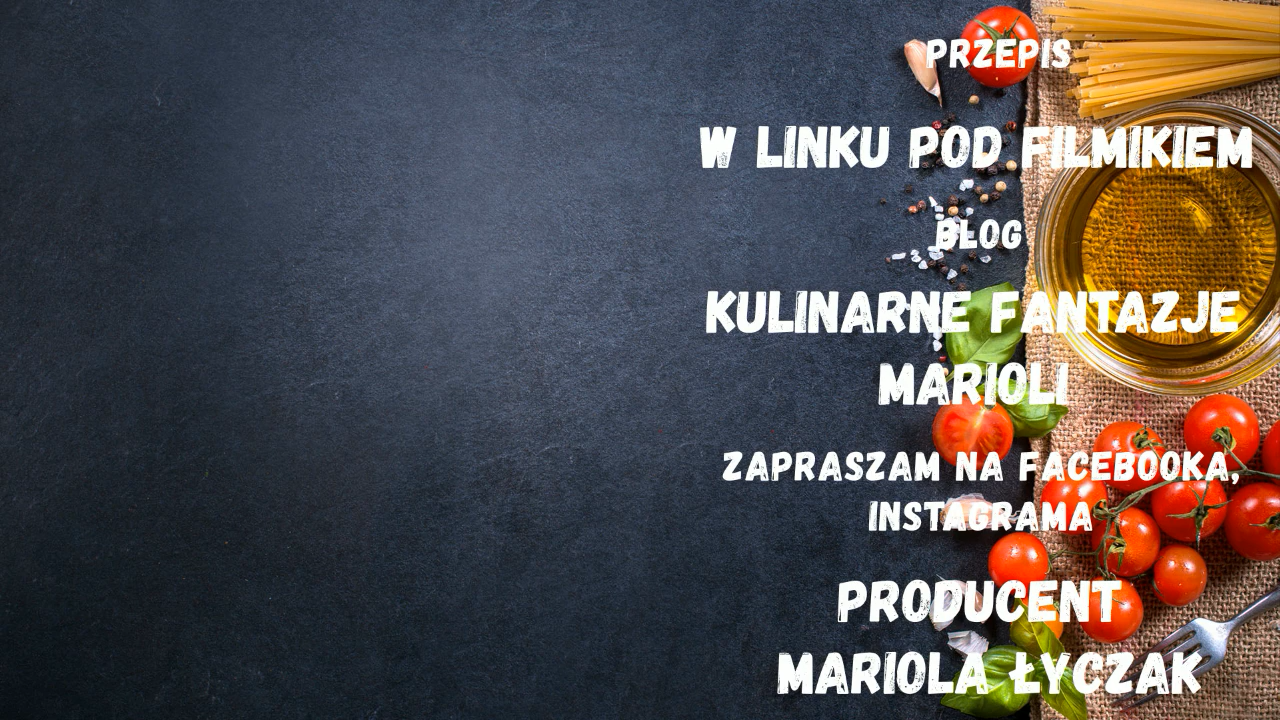 PRZEPIS
W LINKU POD FILMIKIEM
BLOG
KULINARNE FANTAZJE
MARIOLI
ZAPRASZAM NA FACEBOOKA,
INSTAGRAMA
PRODUCENT
MARIOLA ŁYCZAK